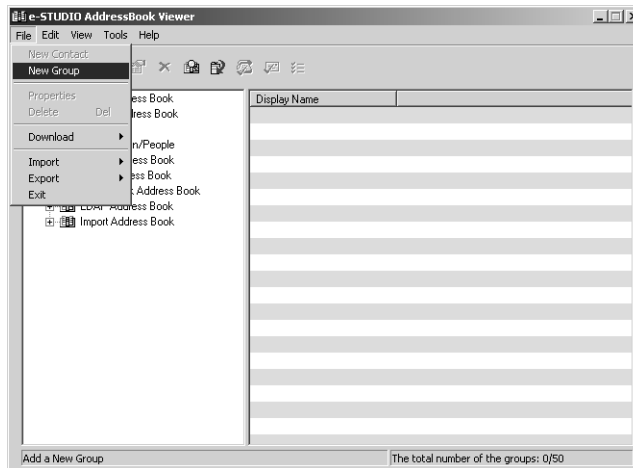 e-STUDIO AddressBook Viewer
File Edit View Tools Help
New Contact
New Group
Properties
Delete Del
Download
Import
Export
Exit
ess Book
dress Book
n/People
ess Book
ess Book
Address Book
LDAP Address Book
Import Address Book
Display Name
Add a New Group
The total number of the groups: 0/50